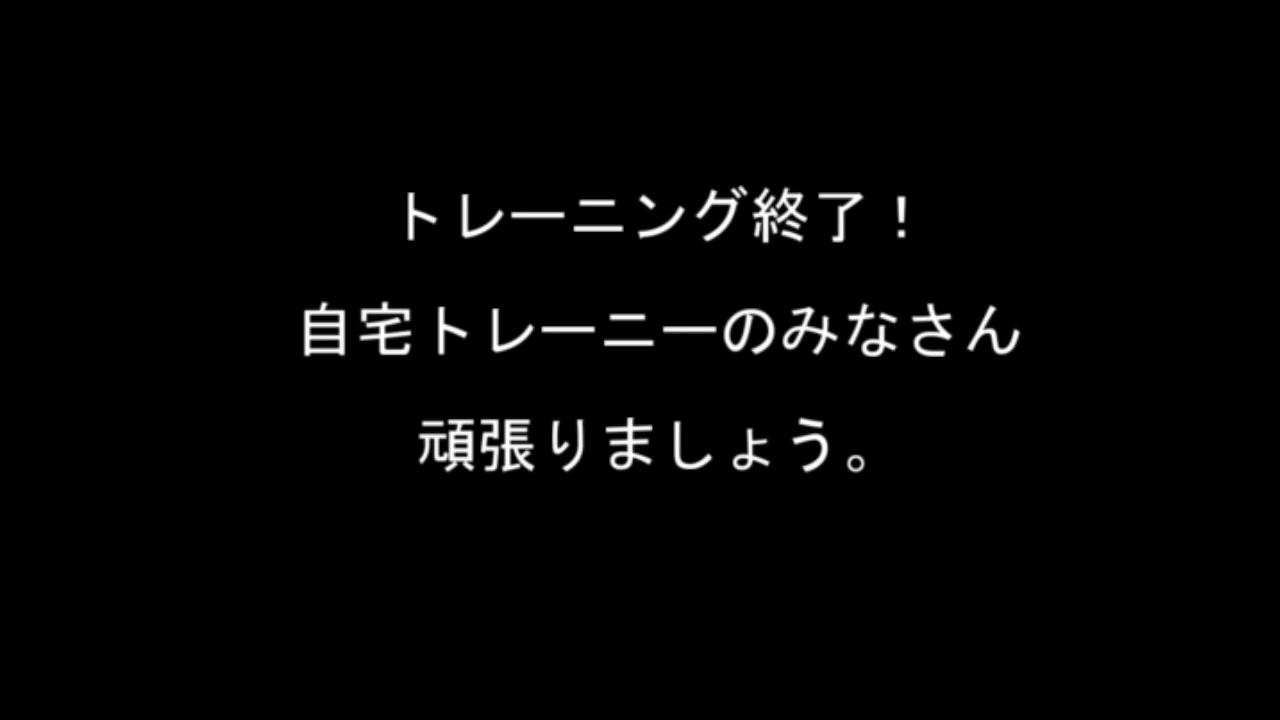 トレーニング終了！
自宅トレーニーのみなさん
頑張りましょう。